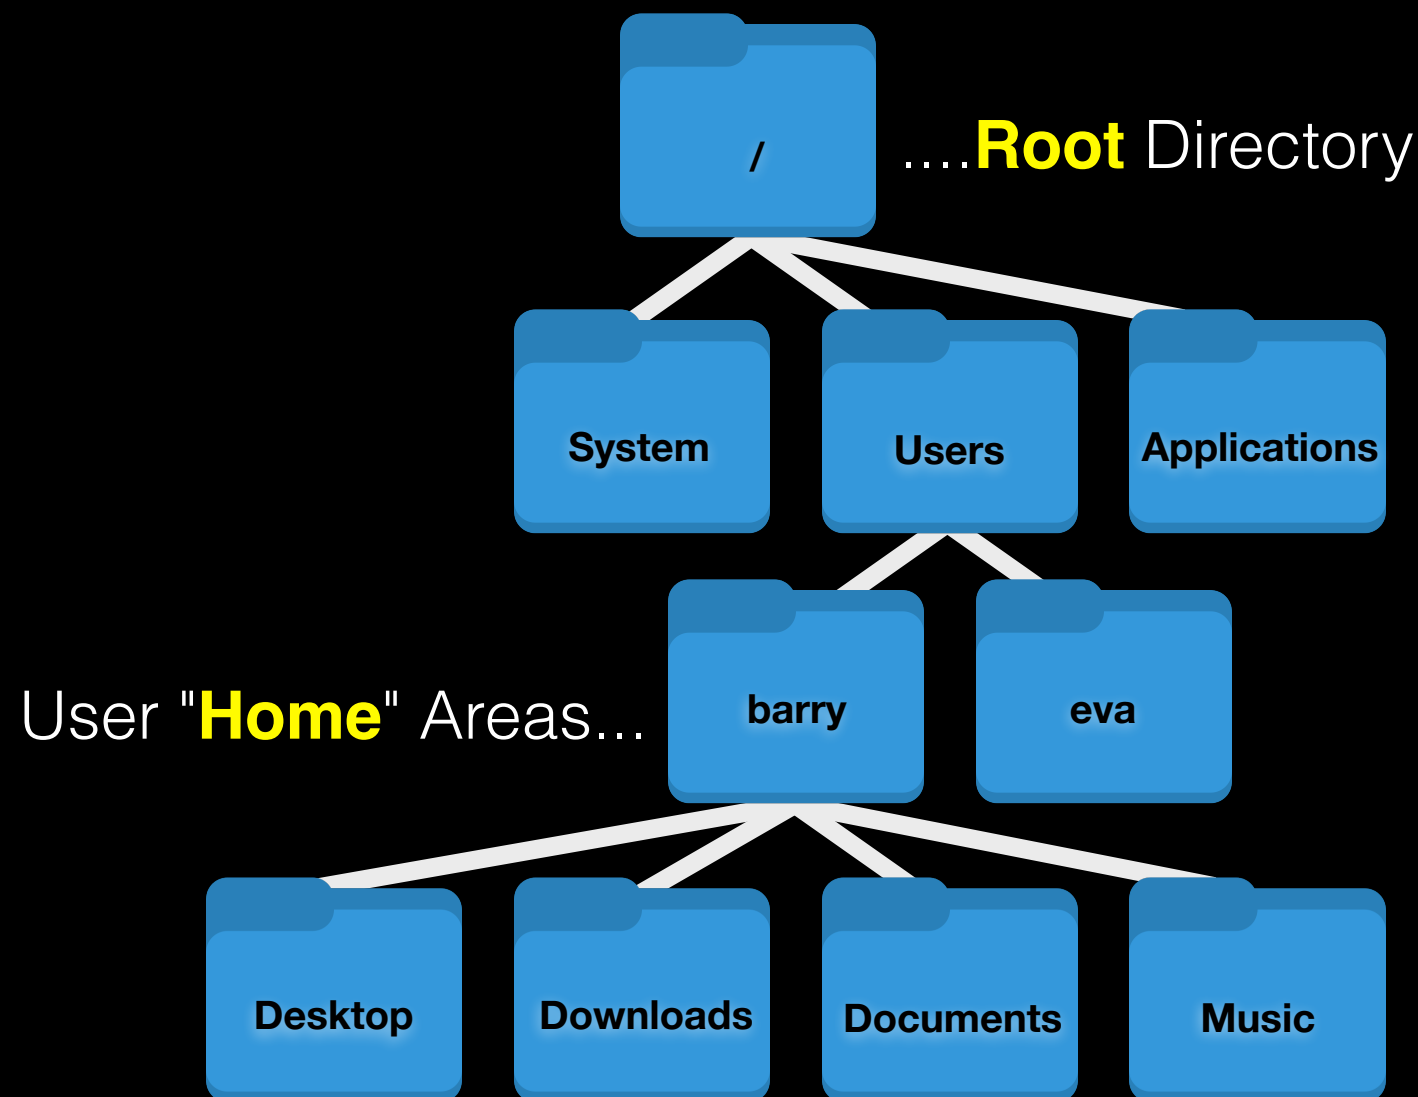 /
....Root Directory
System
Users
Applications
User "Home" Areas...
barry
eva
Desktop
Downloads
Documents
Music